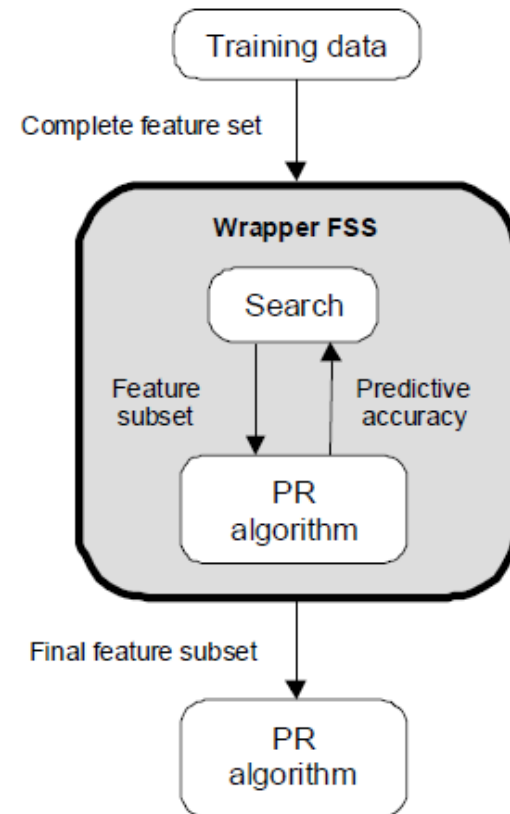 Training data
Complete feature set
Wrapper FSS
Search
Feature
subset
Predictive
accuracy
PR
algorithm
Final feature subset
PR
algorithm